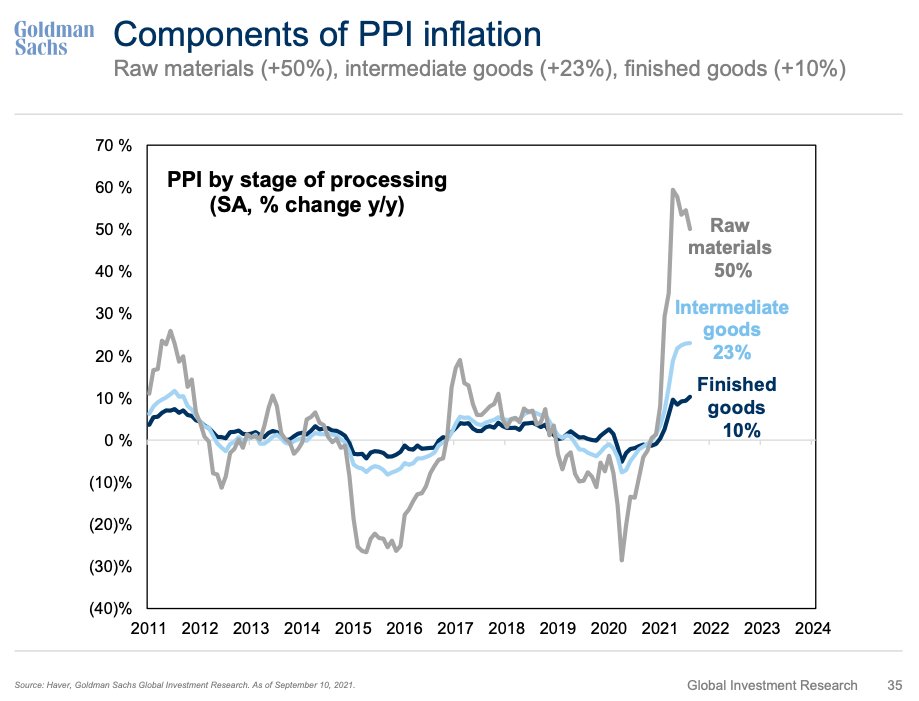 Goldman
Sachs
Components of PPI inflation
Raw materials (+50%), intermediate goods (+23%), finished goods (+10%)
PPI by stage of processing
(SA, % change y/y)
70 %
60 %
50 %
40 %
30 %
20 %
10 %
0 %
(10)%
(20)%
(30)%
(40)%
Raw
materials
50%
Intermediate
goods
23%
Finished
goods
10%
2011 2012 2013 2014 2015 2016 2017 2018 2019 2020 2021 2022 2023 2024
Source: Haver, Goldman Sachs Global Investment Research. As of September 10, 2021.
Global Investment Research 35